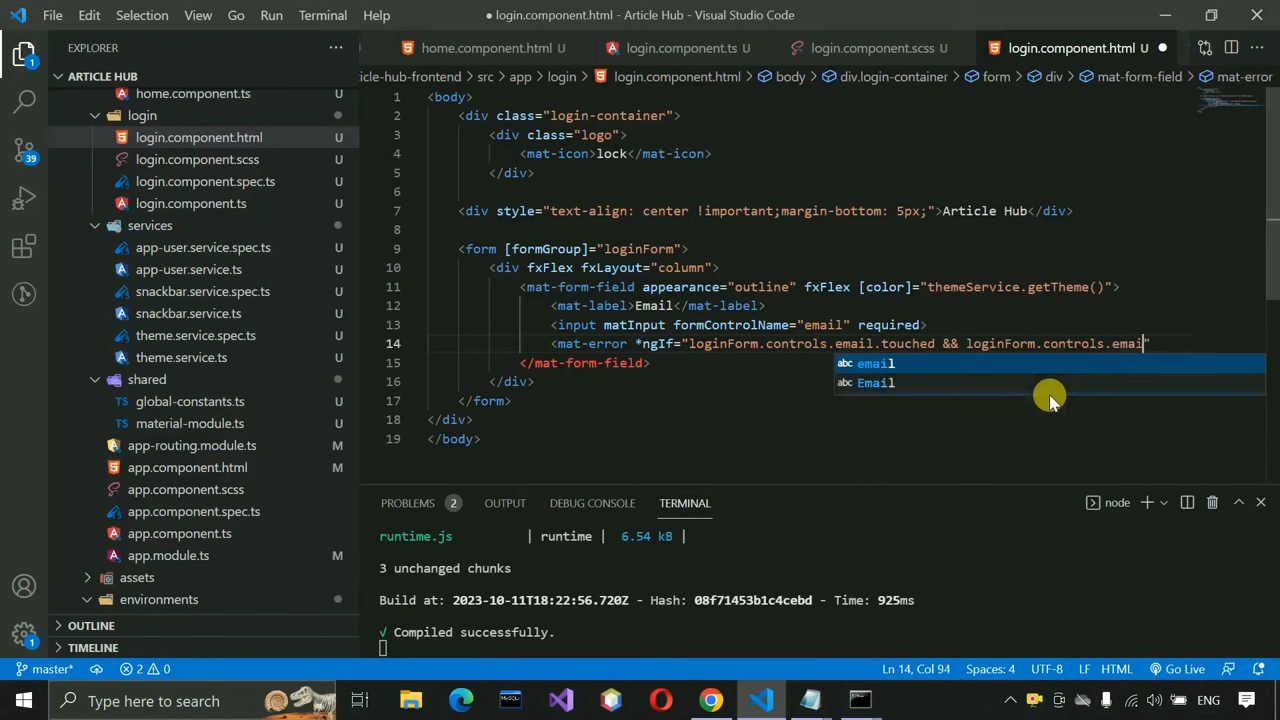 File Edit Selection View Go Run Terminal Help
● login.component.html - Article Hub - Visual Studio Code
EXPLORER
ARTICLE HUB
home.component.ts U
login
login.component.html U
login.component.scss U
login.component.spec.ts U
login.component.ts U
services
app-user.service.spec.ts U
app-user.service.ts U
snackbar.service.spec.ts U
snackbar.service.ts U
theme.service.spec.ts U
theme.service.ts U
shared
global-constants.ts U
material-module.ts U
app-routing.module.ts M
app.component.html M
app.component.scss
app.component.spec.ts
app.component.ts
app.module.ts M
assets
environments
OUTLINE
TIMELINE
home.component.html U login.component.ts U login.component.scss U login.component.html U ●
icle-hub-frontend > src > app > login > login.component.html > body > div.login-container > form > div > mat-form-field > mat-error
1 <body>
2 <div class="login-container">
3 <div class="logo">
4 <mat-icon>lock</mat-icon>
5 </div>
6
7 <div style="text-align: center !important;margin-bottom: 5px;">Article Hub</div>
8
9 <form [formGroup]="loginForm">
10 <div fxFlex fxLayout="column">
11 <mat-form-field appearance="outline" fxFlex [color]="themeService.getTheme()">
12 <mat-label>Email</mat-label>
13 <input matInput formControlName="email" required>
14 <mat-error *ngIf="loginForm.controls.email.touched && loginForm.controls.emai"
15 </mat-form-field>
16 </div>
17 </form>
18 </div>
19 </body>
abc email
abc Email
PROBLEMS 2 OUTPUT DEBUG CONSOLE TERMINAL
node
runtime.js | runtime | 6.54 kB |
3 unchanged chunks
Build at: 2023-10-11T18:22:56.720Z - Hash: 08f71453b1c4cebd - Time: 925ms
√ Compiled successfully.
1
39
1
master* 2 0 Ln 14, Col 94 Spaces: 4 UTF-8 LF HTML Go Live
Type here to search
MySQL
ENG